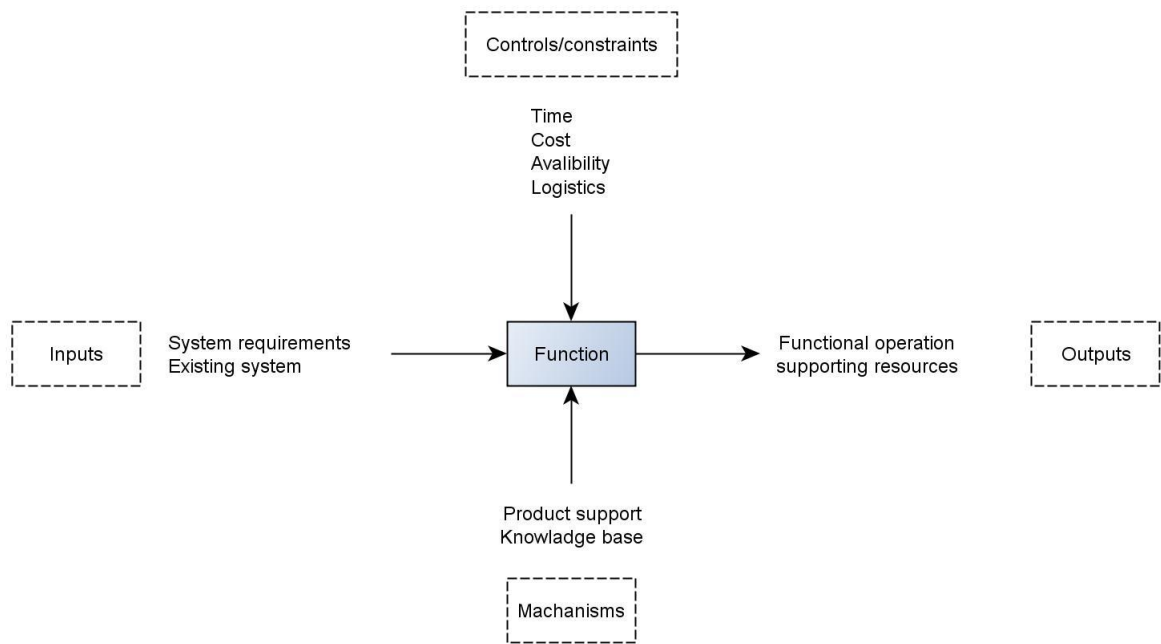 Controls/constraints
Time
Cost
Avalibility
Logistics
Inputs
System requirements
Existing system
Function
Functional operation
supporting resources
Outputs
Product support
Knowladge base
Machanisms